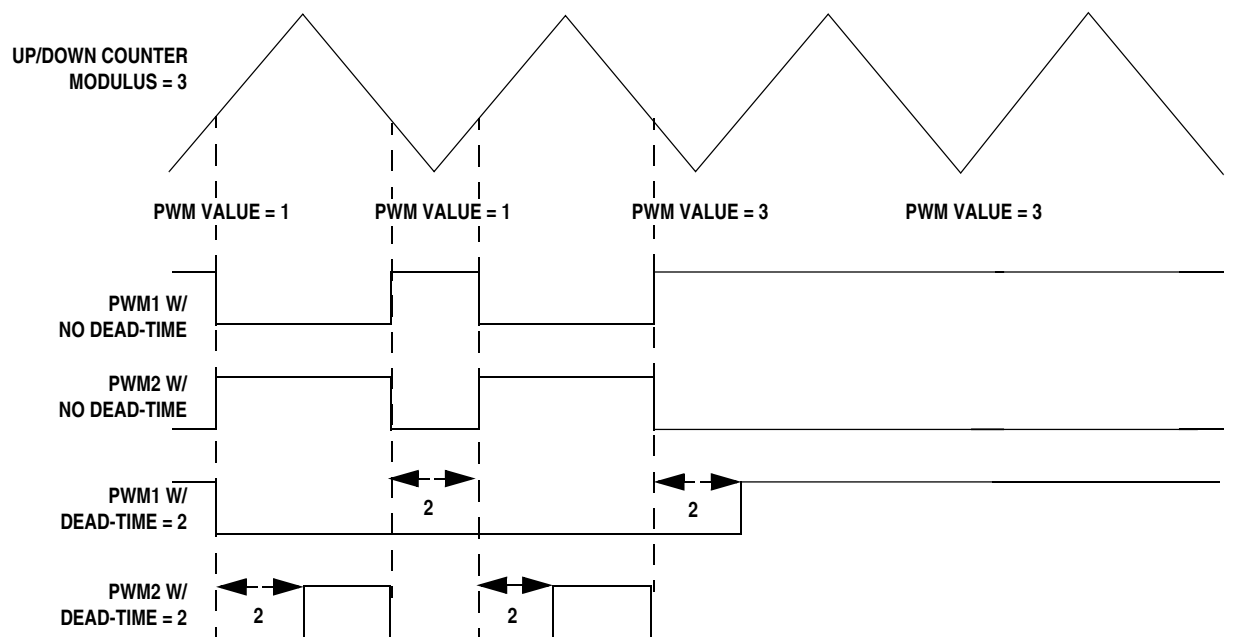 UP/DOWN COUNTER
MODULUS = 3
PWM VALUE = 1 PWM VALUE = 1 PWM VALUE = 3 PWM VALUE = 3
PWM1 W/
NO DEAD-TIME
PWM2 W/
NO DEAD-TIME
PWM1 W/
DEAD-TIME = 2
2 2
PWM2 W/
DEAD-TIME = 2
2 2